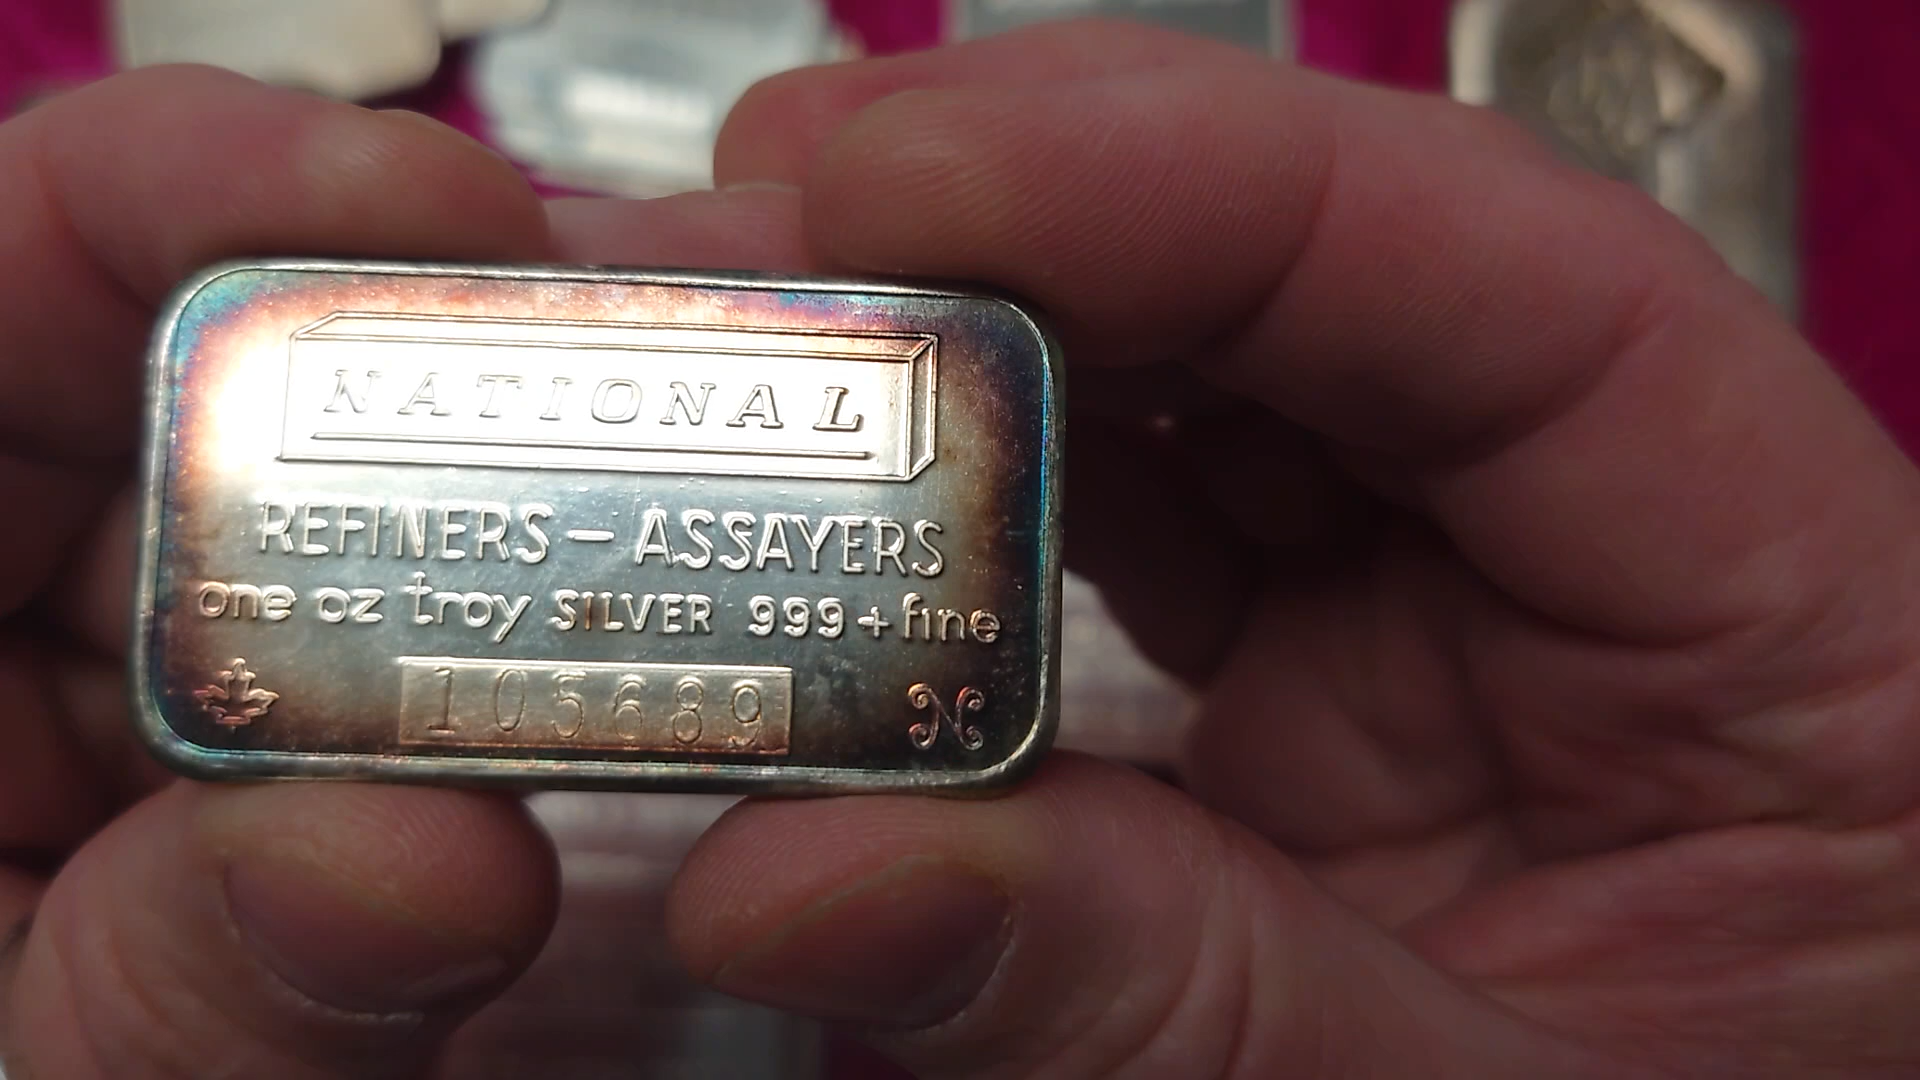 NATIONAL
REFINERS – ASSAYERS
one oz troy SILVER 999+fine
105689
N